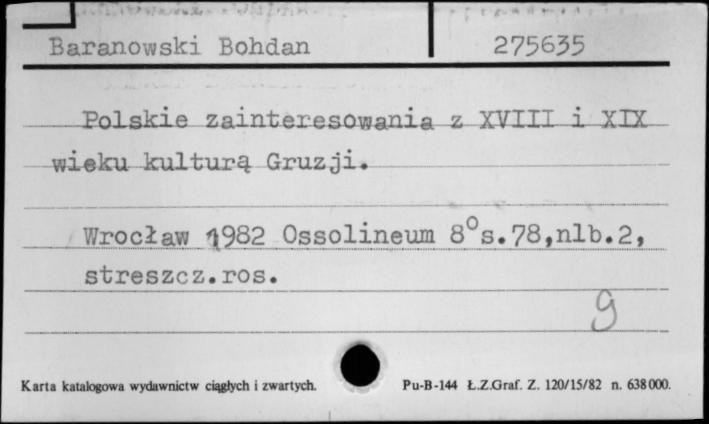 Baranowski Bohdan 275635
Polskie zainteresowania z XVIII i XIX
wieku kulturą Gruzji.
Wrocław 1982 Ossolineum 8° s.78,nlb.2,
streszcz.ros.
9
Karta katalogowa wydawnictw ciągłych i zwartych. Pu-B-144 Ł.Z.Graf. Z. 120/15/82 n. 638000.